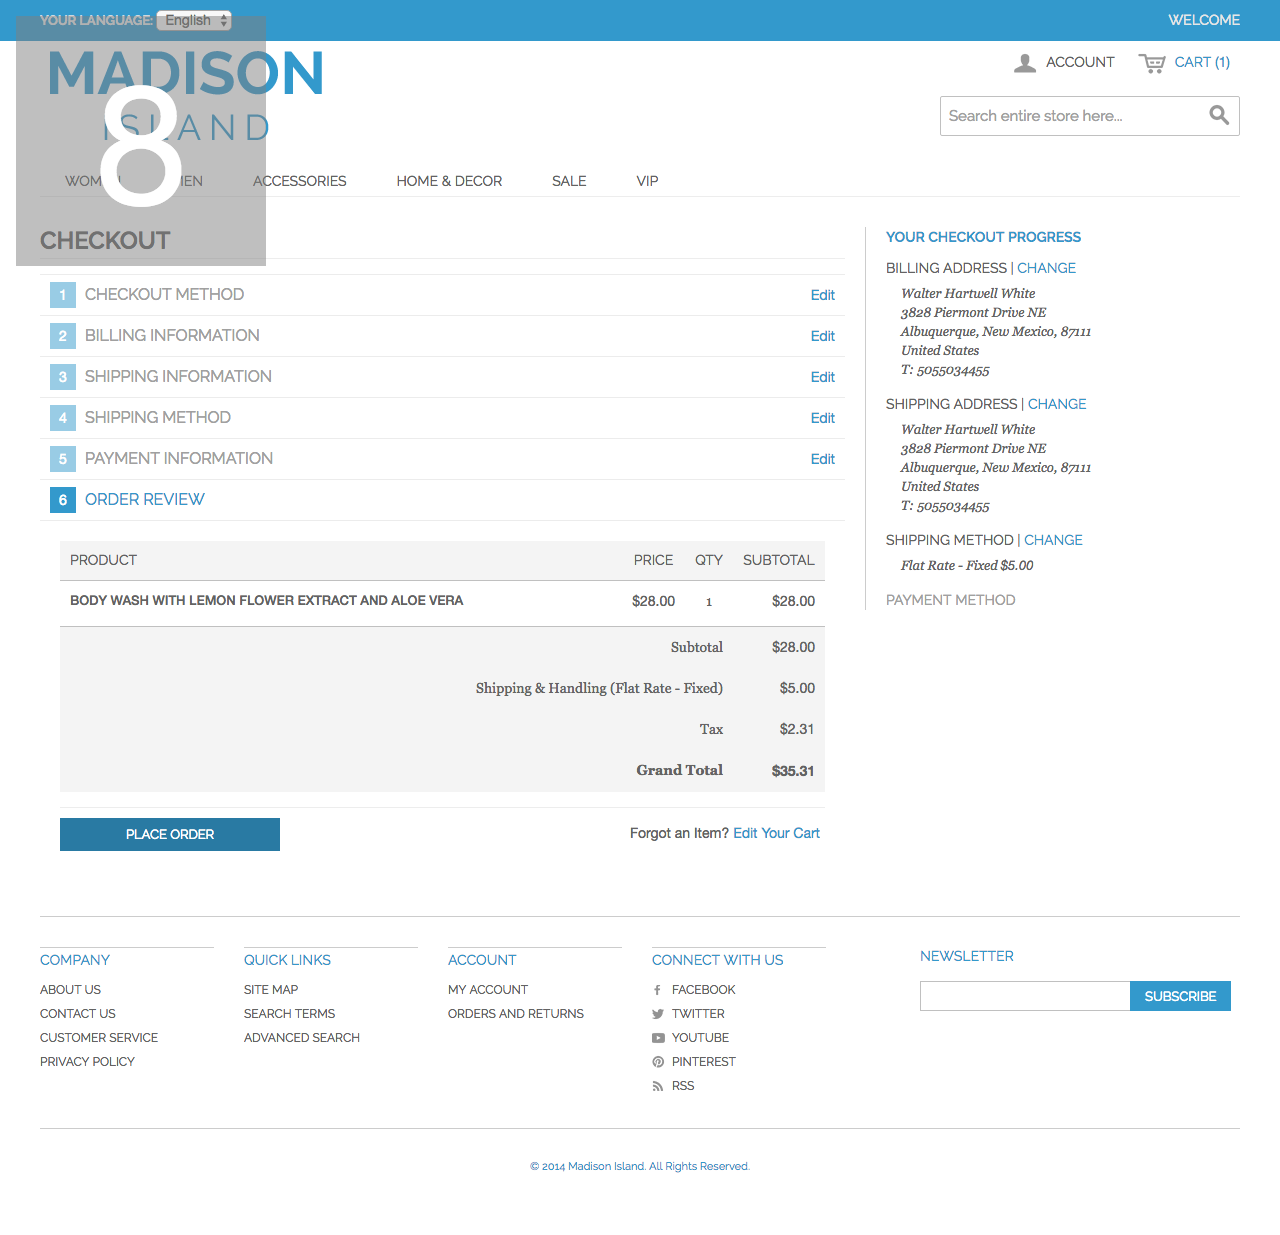 YOUR LANGUAGE: English
WELCOME
MADISON
ISLAND
8
ACCOUNT
CART (1)
Search entire store here...
WOMEN
MEN
ACCESSORIES
HOME & DECOR
SALE
VIP
CHECKOUT
1 CHECKOUT METHOD Edit
2 BILLING INFORMATION Edit
3 SHIPPING INFORMATION Edit
4 SHIPPING METHOD Edit
5 PAYMENT INFORMATION Edit
6 ORDER REVIEW
PRODUCT PRICE QTY SUBTOTAL
BODY WASH WITH LEMON FLOWER EXTRACT AND ALOE VERA $28.00 1 $28.00
Subtotal $28.00
Shipping & Handling (Flat Rate - Fixed) $5.00
Tax $2.31
Grand Total $35.31
PLACE ORDER
Forgot an Item? Edit Your Cart
YOUR CHECKOUT PROGRESS
BILLING ADDRESS | CHANGE
Walter Hartwell White
3828 Piermont Drive NE
Albuquerque, New Mexico, 87111
United States
T: 5055034455
SHIPPING ADDRESS | CHANGE
Walter Hartwell White
3828 Piermont Drive NE
Albuquerque, New Mexico, 87111
United States
T: 5055034455
SHIPPING METHOD | CHANGE
Flat Rate - Fixed $5.00
PAYMENT METHOD
COMPANY
ABOUT US
CONTACT US
CUSTOMER SERVICE
PRIVACY POLICY
QUICK LINKS
SITE MAP
SEARCH TERMS
ADVANCED SEARCH
ACCOUNT
MY ACCOUNT
ORDERS AND RETURNS
CONNECT WITH US
FACEBOOK
TWITTER
YOUTUBE
PINTEREST
RSS
NEWSLETTER
SUBSCRIBE
© 2014 Madison Island. All Rights Reserved.